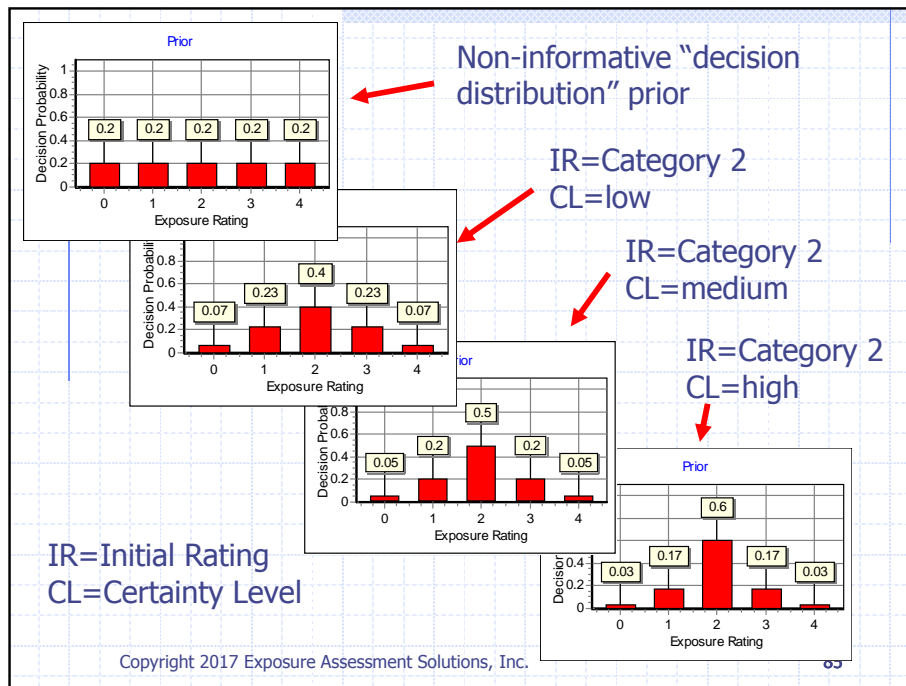 Prior
Decision Probability
1
0.8
0.6
0.4
0.2
0
0.2 0.2 0.2 0.2 0.2
0 1 2 3 4
Exposure Rating
Non-informative “decision
distribution” prior
IR=Category 2
CL=low
Decision Probability
0.8
0.6
0.4
0.2
0
0.07 0.23 0.4 0.23 0.07
0 1 2 3 4
Exposure Rating
IR=Category 2
CL=medium
Decision Proba
0.8
0.6
0.4
0.2
0
0.05 0.2 0.5 0.2 0.05
0 1 2 3 4
Exposure Rating
IR=Category 2
CL=high
Prior
Decision
0.4
0.2
0
0.03 0.17 0.6 0.17 0.03
0 1 2 3 4
Exposure Rating
IR=Initial Rating
CL=Certainty Level
Copyright 2017 Exposure Assessment Solutions, Inc.